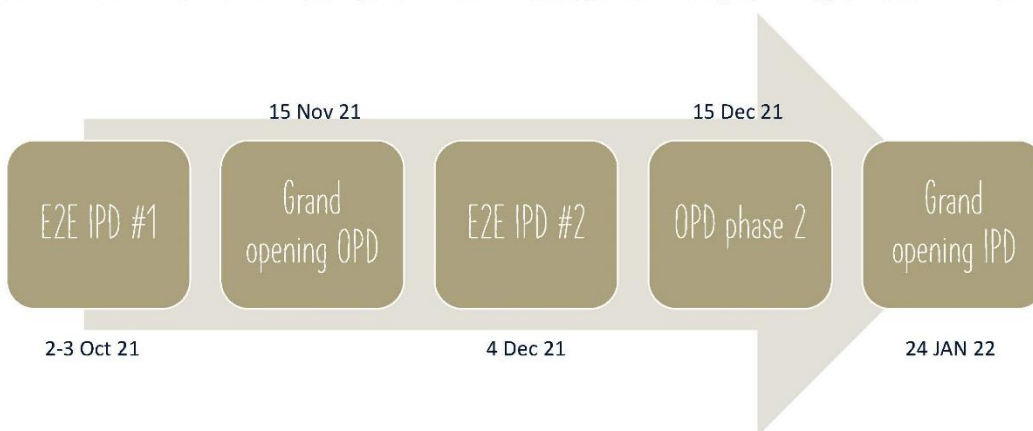 15 Nov 21
15 Dec 21
E2E IPD #1
Grand
opening OPD
E2E IPD #2
OPD phase 2
Grand
opening IPD
2-3 Oct 21
4 Dec 21
24 JAN 22